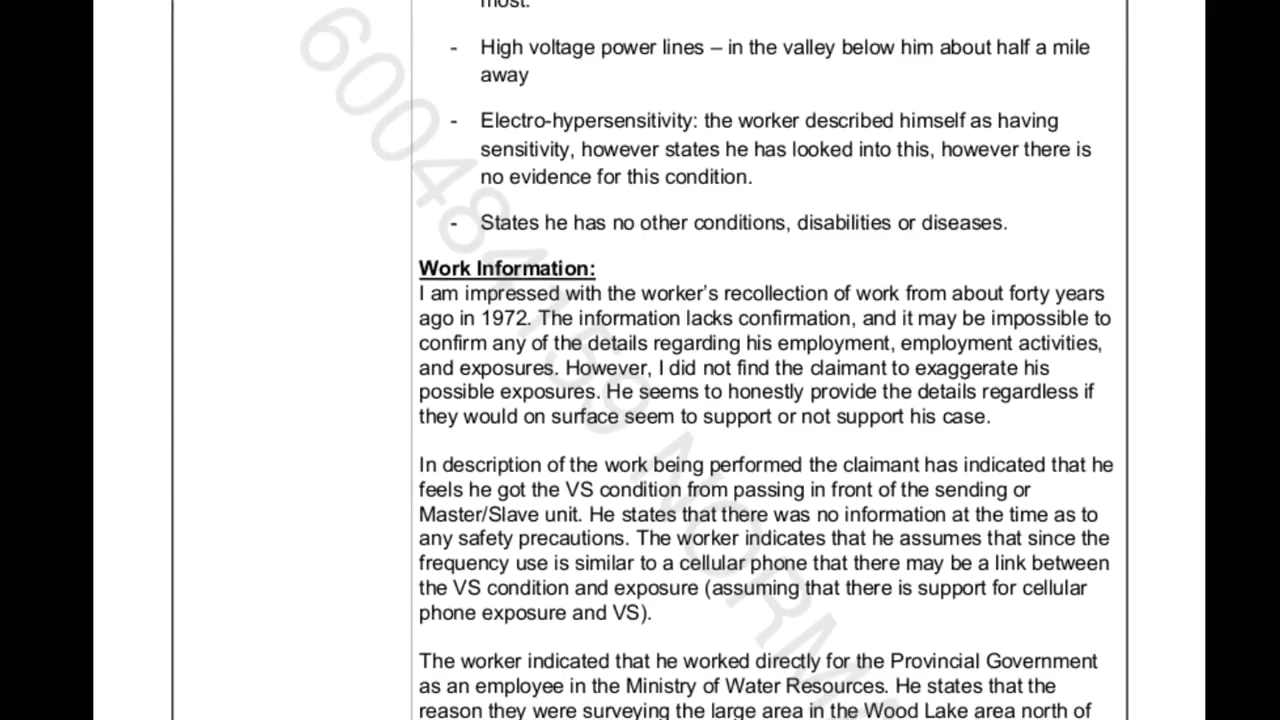 most.
- High voltage power lines – in the valley below him about half a mile
away
- Electro-hypersensitivity: the worker described himself as having
sensitivity, however states he has looked into this, however there is
no evidence for this condition.
- States he has no other conditions, disabilities or diseases.
Work Information:
I am impressed with the worker's recollection of work from about forty years
ago in 1972. The information lacks confirmation, and it may be impossible to
confirm any of the details regarding his employment, employment activities,
and exposures. However, I did not find the claimant to exaggerate his
possible exposures. He seems to honestly provide the details regardless if
they would on surface seem to support or not support his case.
In description of the work being performed the claimant has indicated that he
feels he got the VS condition from passing in front of the sending or
Master/Slave unit. He states that there was no information at the time as to
any safety precautions. The worker indicates that he assumes that since the
frequency use is similar to a cellular phone that there may be a link between
the VS condition and exposure (assuming that there is support for cellular
phone exposure and VS).
The worker indicated that he worked directly for the Provincial Government
as an employee in the Ministry of Water Resources. He states that the
reason they were surveying the large area in the Wood Lake area north of